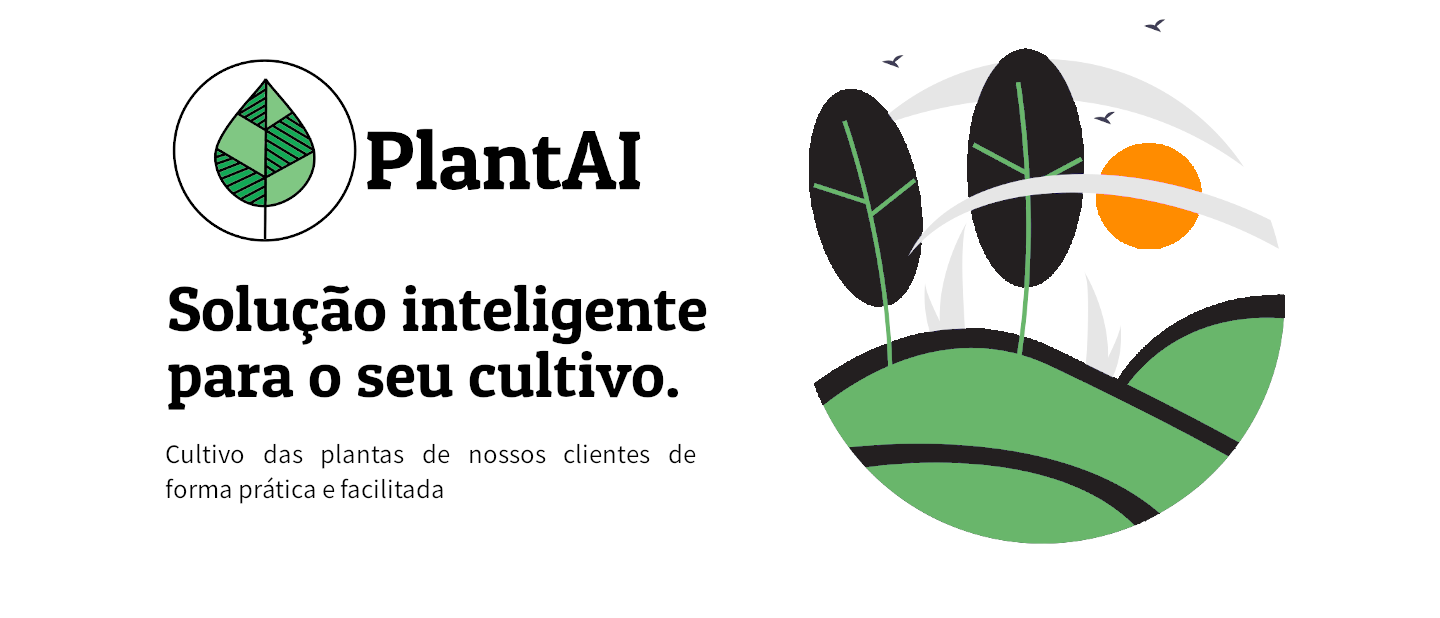 PlantAI
Solução inteligente
para o seu cultivo.
Cultivo das plantas de nossos clientes de
forma prática e facilitada